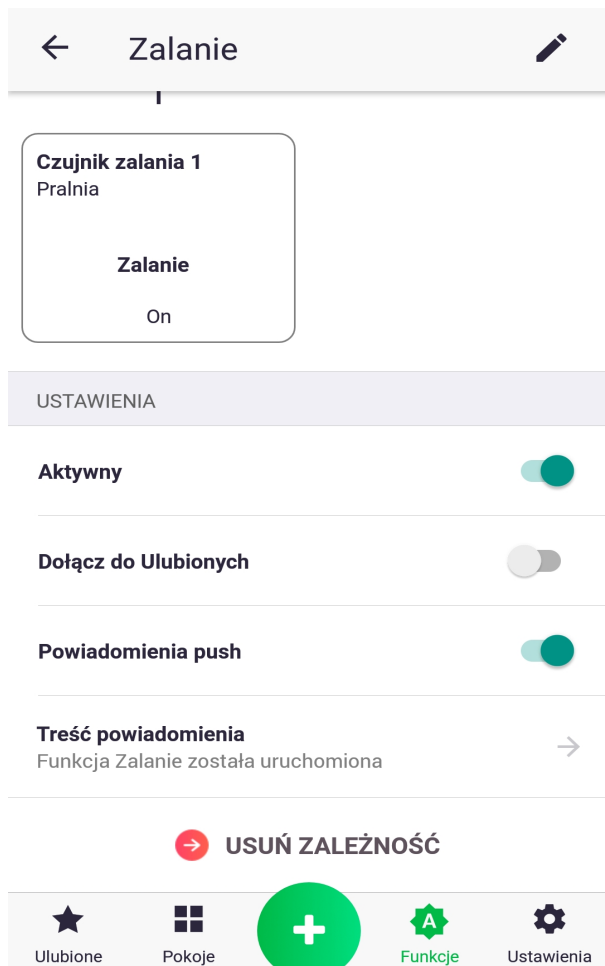 Zalanie
Czujnik zalania 1
Pralnia
Zalanie
On
USTAWIENIA
Aktywny
Dołącz do Ulubionych
Powiadomienia push
Treść powiadomienia
Funkcja Zalanie została uruchomiona
USUŃ ZALEŻNOŚĆ
A
Ulubione
Pokoje
Funkcje
Ustawienia